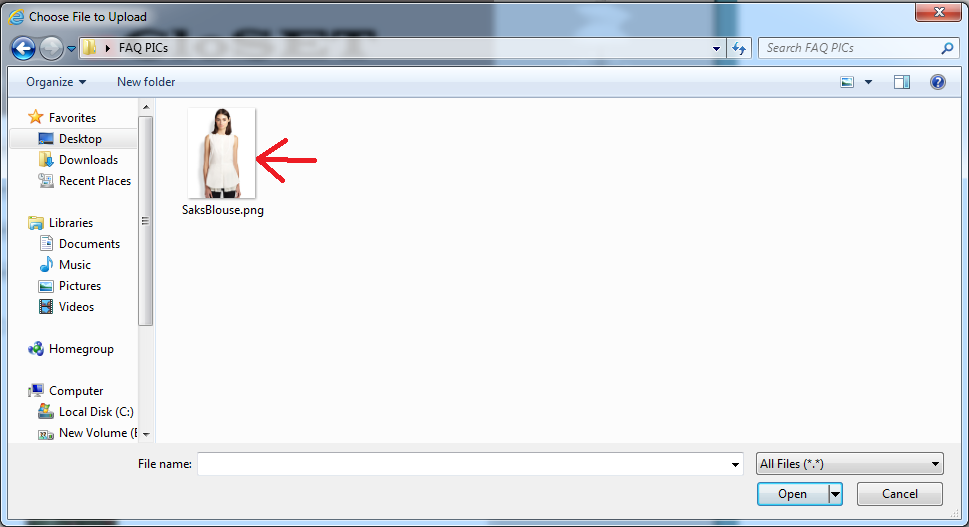 Choose File to Upload
CloSET
FAQ PICs
Search FAQ PICs
Organize
New folder
Favorites
Desktop
Downloads
Recent Places
Libraries
Documents
Music
Pictures
Videos
Homegroup
Computer
Local Disk (C:)
New Volume (E
SaksBlouse.png
File name:
All Files (*.*)
Open
Cancel